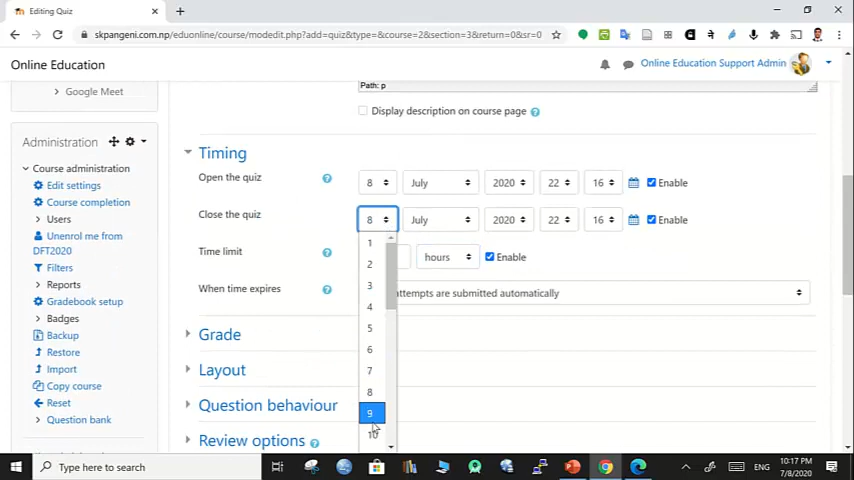 Editing Quiz
skpangeni.com.np/eduonline/course/modedit.php?add=quiz&type=&course=2&section=3&return=0&sr=0
Online Education
Online Education Support Admin
Path: p
Google Meet
Display description on course page
Administration
Course administration
Edit settings
Course completion
Users
Unenrol me from
DFT2020
Filters
Reports
Gradebook setup
Badges
Backup
Restore
Import
Copy course
Reset
Question bank
Timing
Open the quiz
8 July 2020 22 16 Enable
Close the quiz
8 July 2020 22 16 Enable
1
2
3
4
5
6
7
8
9
10
Time limit
hours Enable
When time expires
attempts are submitted automatically
Grade
Layout
Question behaviour
Review options
Type here to search
ENG
10:17 PM
7/8/2020